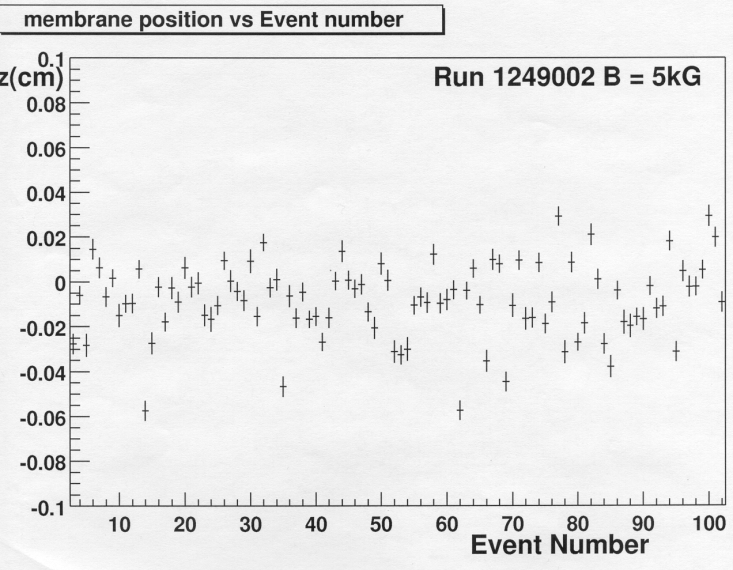 membrane position vs Event number
Run 1249002 B = 5kG
z(cm)
0.1
0.08
0.06
0.04
0.02
0
-0.02
-0.04
-0.06
-0.08
-0.1
10 20 30 40 50 60 70 80 90 100
Event Number